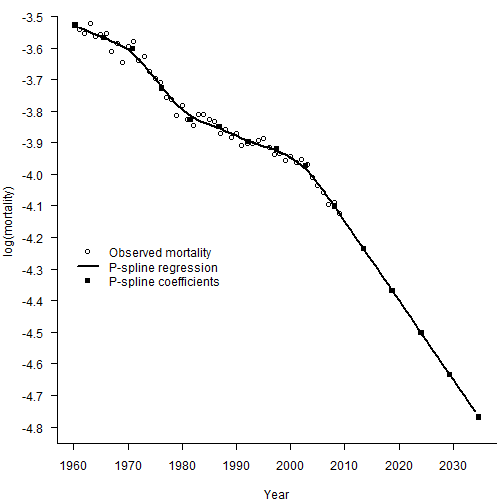 -3.5
-3.6
-3.7
-3.8
-3.9
-4.0
-4.1
-4.2
-4.3
-4.4
-4.5
-4.6
-4.7
-4.8
log(mortality)
Observed mortality
P-spline regression
P-spline coefficients
1960 1970 1980 1990 2000 2010 2020 2030
Year